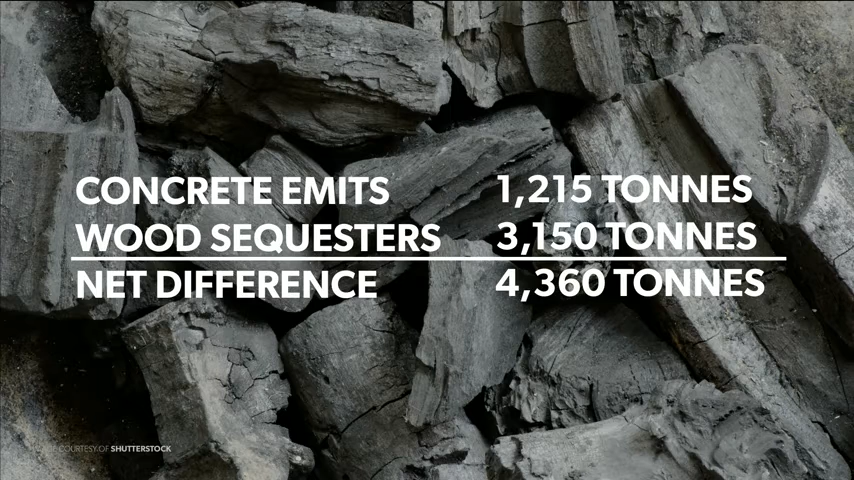 CONCRETE EMITS 1,215 TONNES
WOOD SEQUESTERS 3,150 TONNES
NET DIFFERENCE 4,360 TONNES
COURTESY OF SHUTTERSTOCK